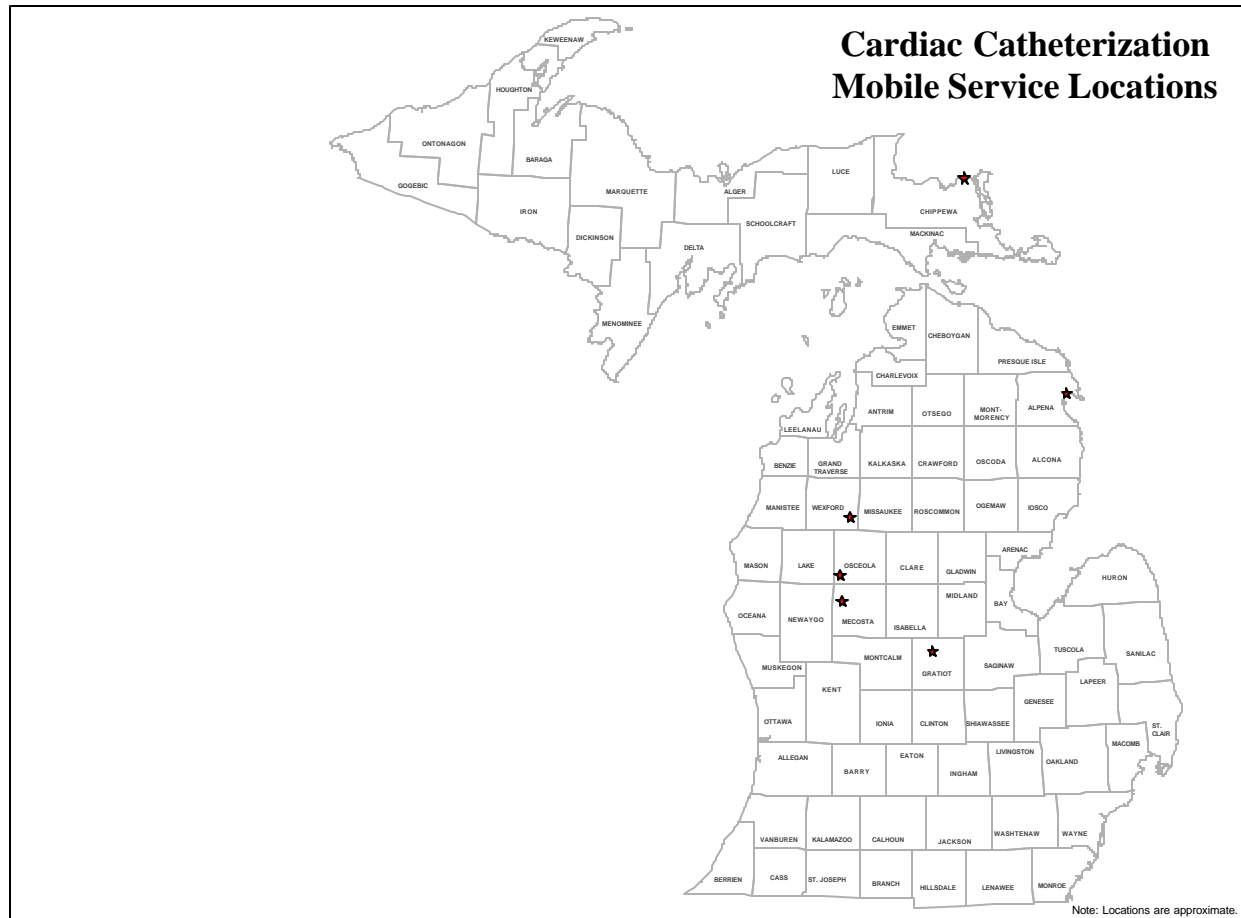 Cardiac Catheterization
Mobile Service Locations
KEWEENAW
HOUGHTON
ONTONAGON
BARAGA
GOGEBIC
IRON
MARQUETTE
DICKINSON
MENOMINEE
ALGER
DELTA
SCHOOLCRAFT
LUCE
CHIPPEWA
MACKINAC
EMMET
CHEBOYGAN
PRESQUE ISLE
CHARLEVOIX
ANTRIM
OTSEGO
MONT-
MORENCY
ALPENA
LEELANAU
BENZIE
GRAND
TRAVERSE
KALKASKA
CRAWFORD
OSCODA
ALCONA
MANISTEE
WEXFORD
MISSAUKEE
ROSCOMMON
OGEMAW
IOSCO
MASON
LAKE
OSCEOLA
CLARE
GLADWIN
ARENAC
HURON
OCEANA
NEWAYGO
MECOSTA
ISABELLA
MIDLAND
BAY
MUSKEGON
MONTCALM
GRATIOT
SAGINAW
TUSCOLA
SANILAC
KENT
LAPEER
GENESEE
OTTAWA
IONIA
CLINTON
SHIAWASSEE
ST.
CLAIR
ALLEGAN
BARRY
EATON
INGHAM
LIVINGSTON
OAKLAND
MACOMB
VANBUREN
KALAMAZOO
CALHOUN
JACKSON
WASHTENAW
WAYNE
BERRIEN
CASS
ST. JOSEPH
BRANCH
HILLSDALE
LENAWEE
MONROE
Note: Locations are approximate.